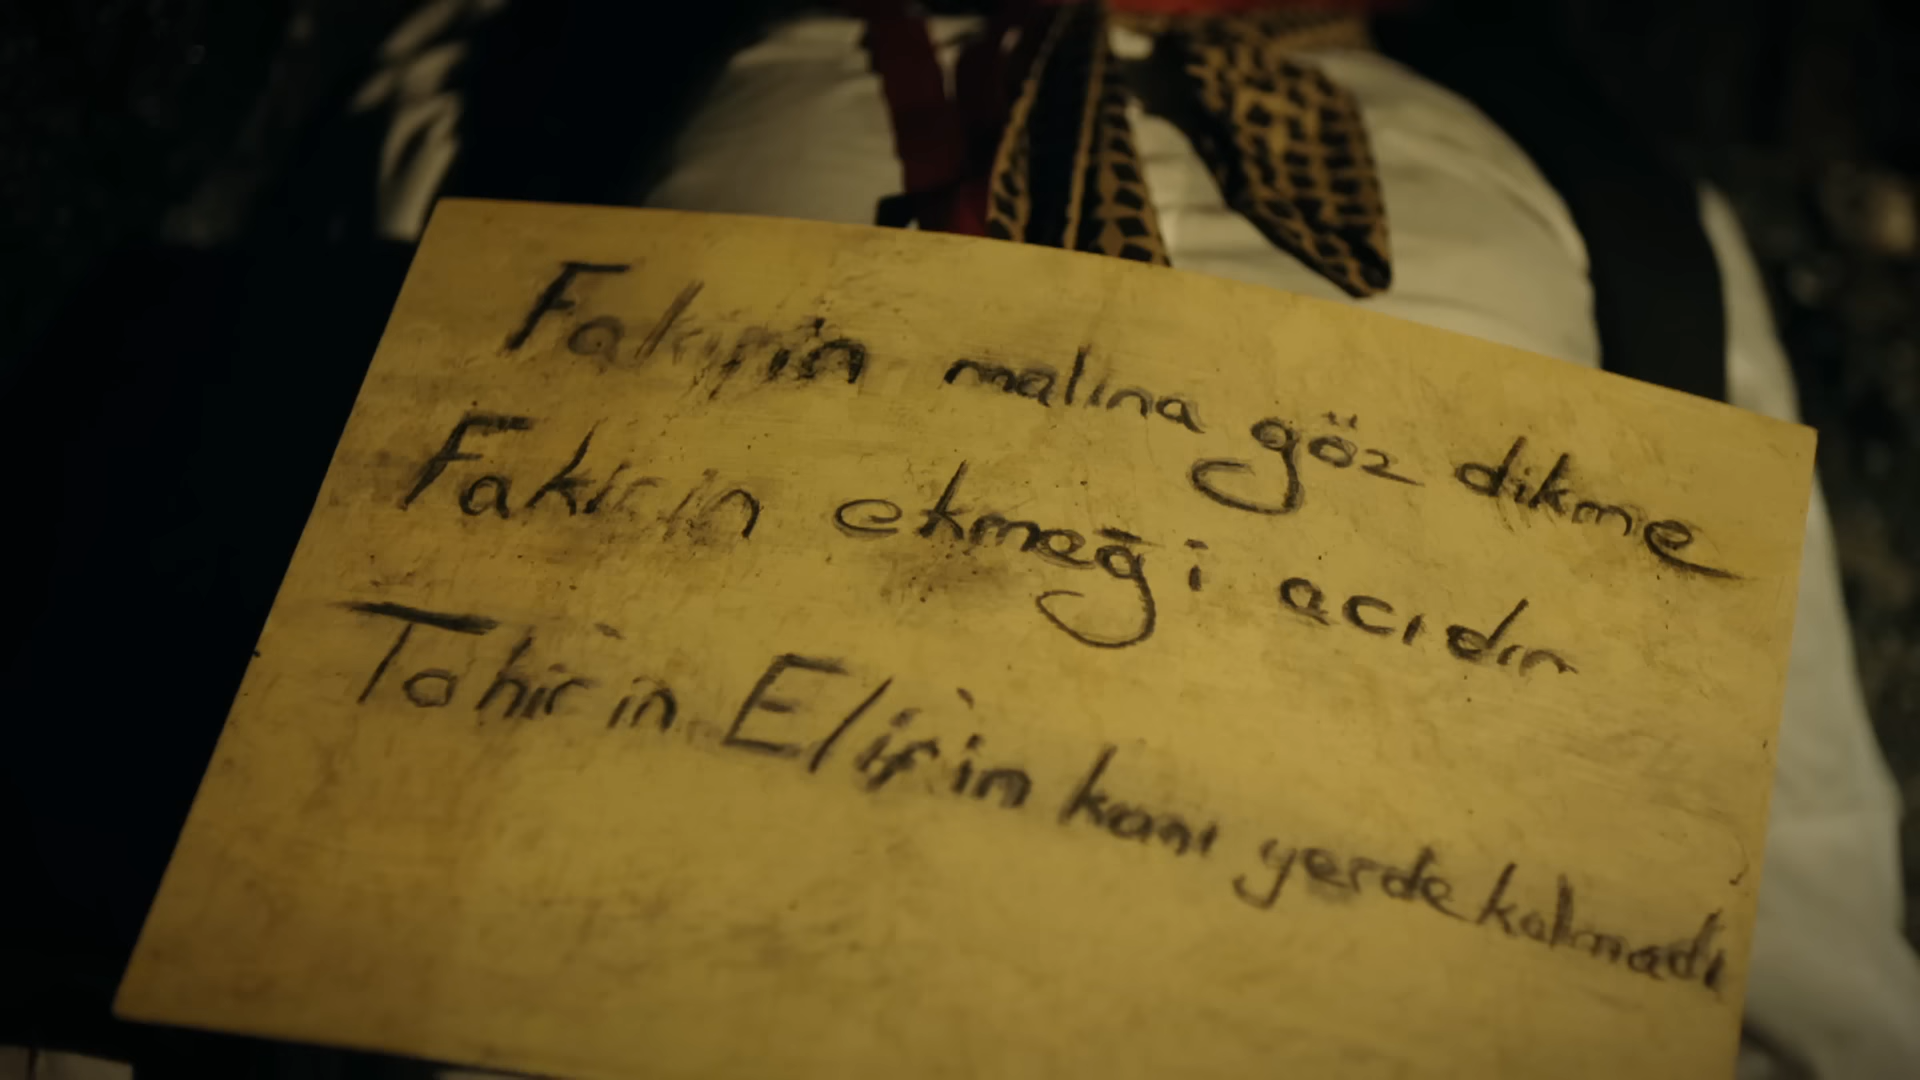 Fakirin malına göz dikme
Fakirin ekmeği acıdır
Tahir'in Elif'in kanı yerde kalmadı